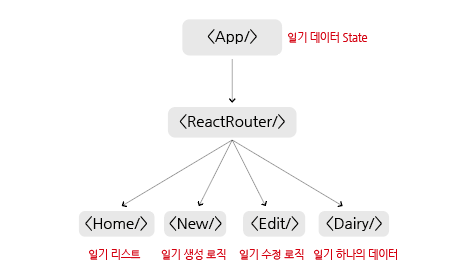 <App/> 일기 데이터 State
<ReactRouter/>
<Home/> <New/> <Edit/> <Dairy/>
일기 리스트 일기 생성 로직 일기 수정 로직 일기 하나의 데이터